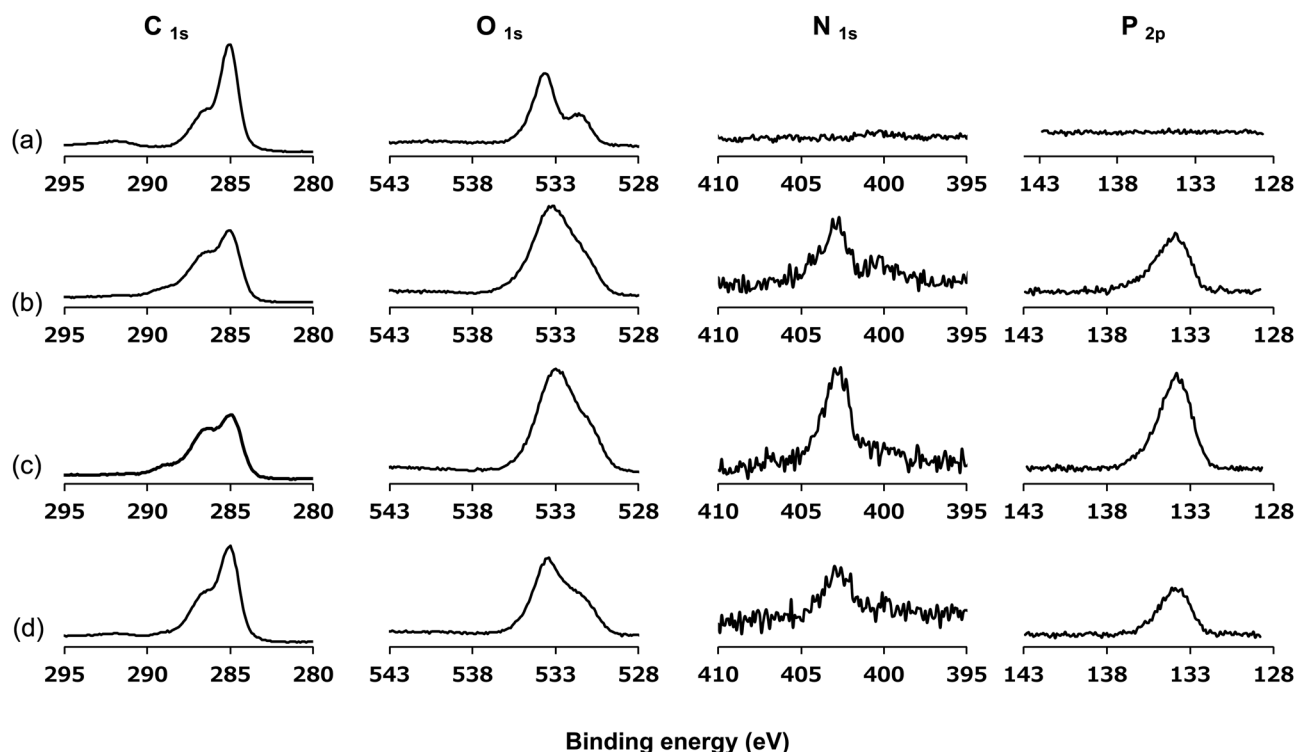 C 1s O 1s N 1s P 2p
(a)
295 290 285 280 543 538 533 528 410 405 400 395 143 138 133 128
(b)
295 290 285 280 543 538 533 528 410 405 400 395 143 138 133 128
(c)
295 290 285 280 543 538 533 528 410 405 400 395 143 138 133 128
(d)
295 290 285 280 543 538 533 528 410 405 400 395 143 138 133 128
Binding energy (eV)